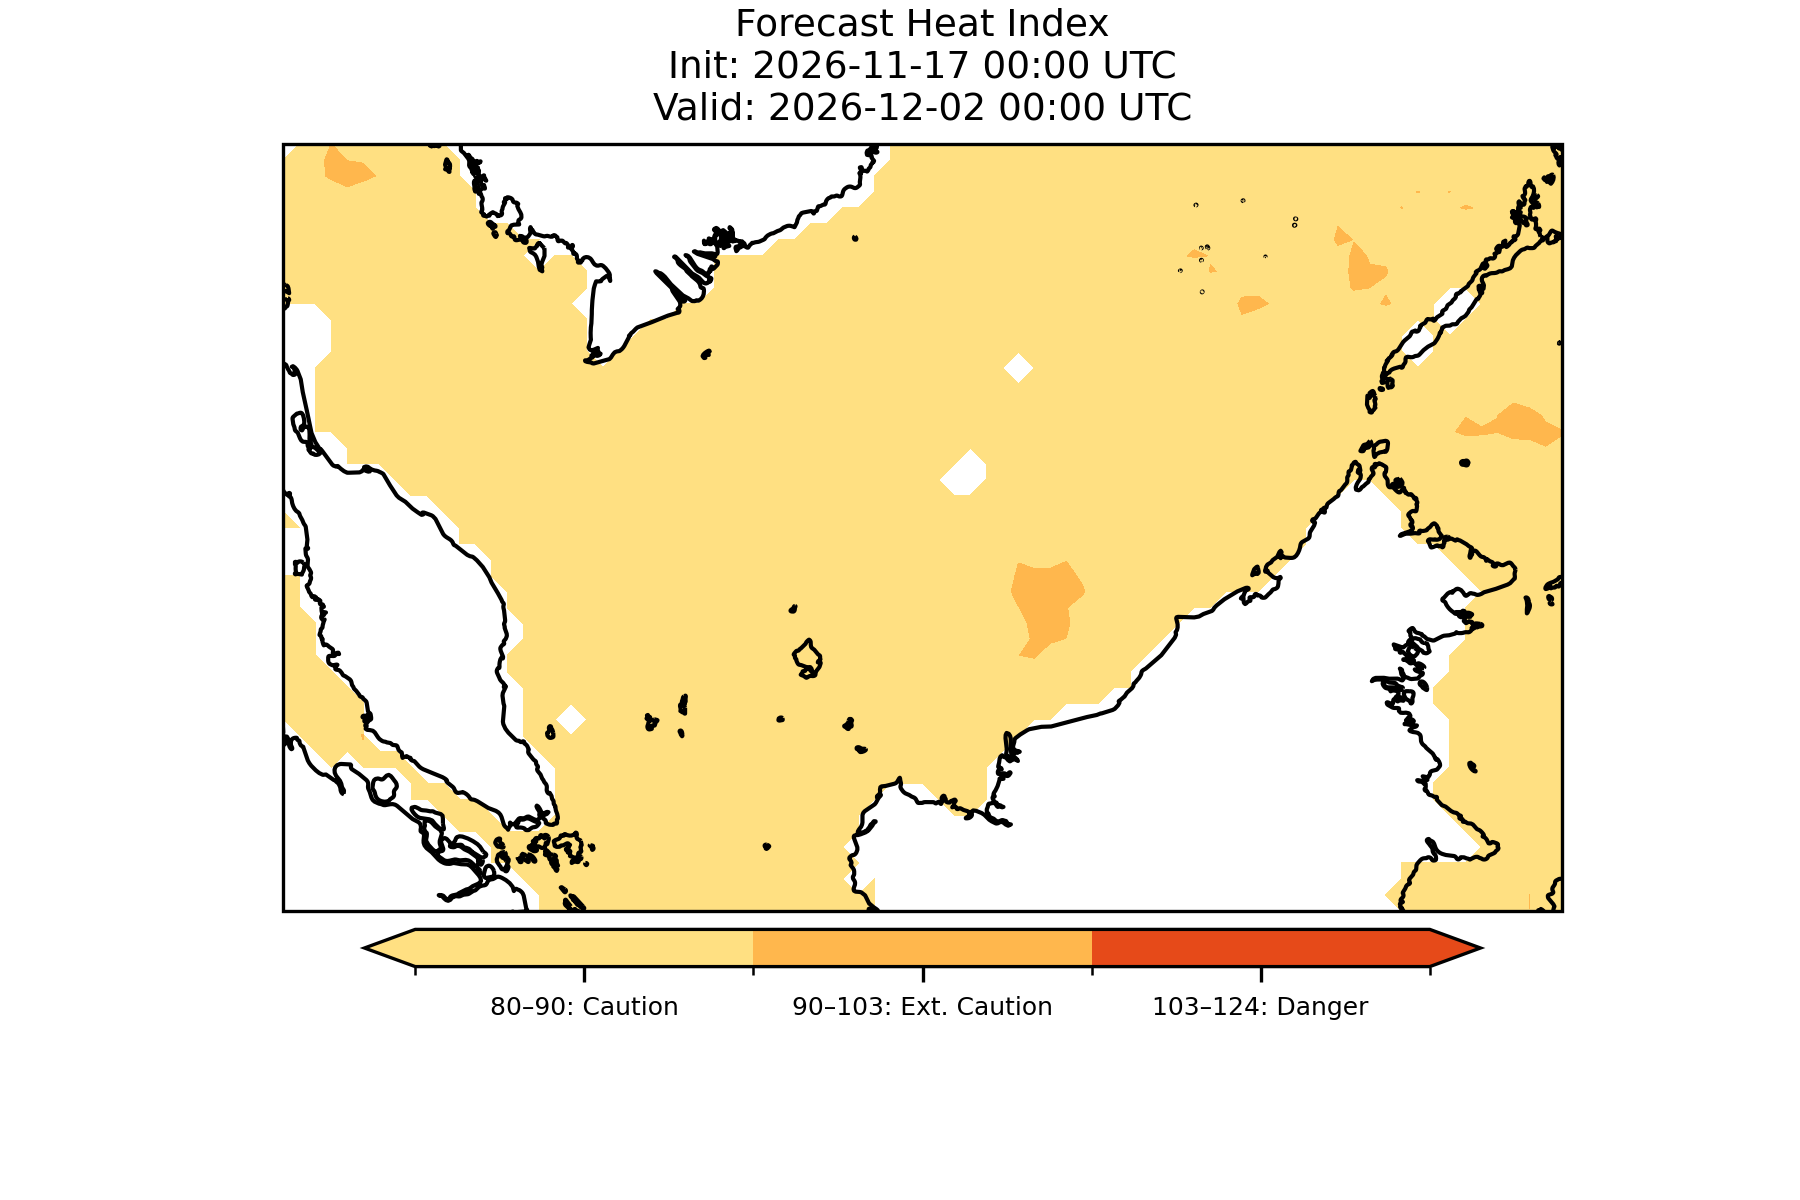 Forecast Heat Index
Init: 2026-11-17 00:00 UTC
Valid: 2026-12-02 00:00 UTC
80–90: Caution
90–103: Ext. Caution
103–124: Danger